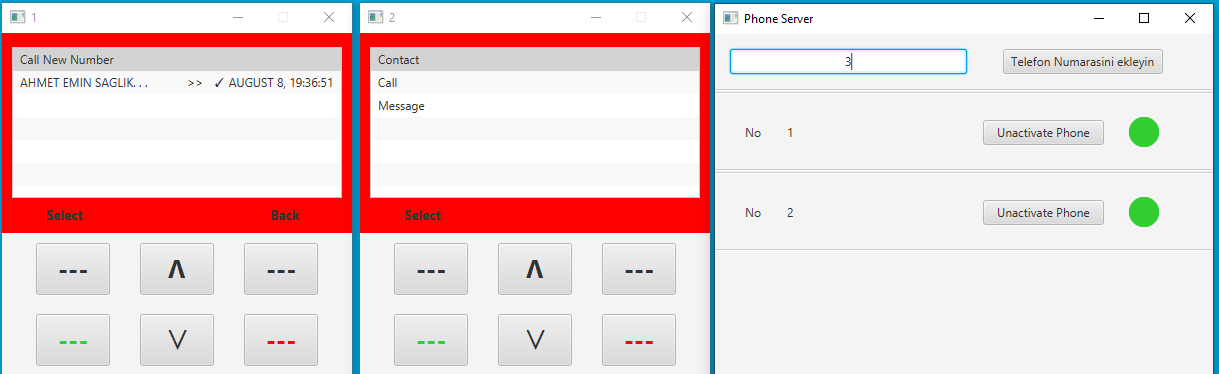 1
Call New Number
AHMET EMIN SAGLIK. . . >> ✓ AUGUST 8, 19:36:51
Select Back
--- Λ ---
--- V ---
2
Contact
Call
Message
Select
--- Λ ---
--- V ---
Phone Server
3 Telefon Numarasini ekleyin
No 1 Unactivate Phone
No 2 Unactivate Phone